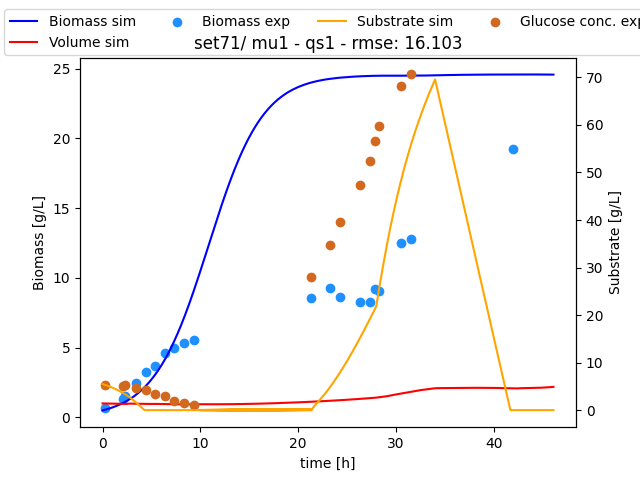 Biomass sim
Biomass exp
Substrate sim
Glucose conc. exp
Volume sim
set71/ mu1 - qs1 - rmse: 16.103
25
20
15
10
5
0
Biomass [g/L]
70
60
50
40
30
20
10
0
Substrate [g/L]
0
10
20
30
40
time [h]